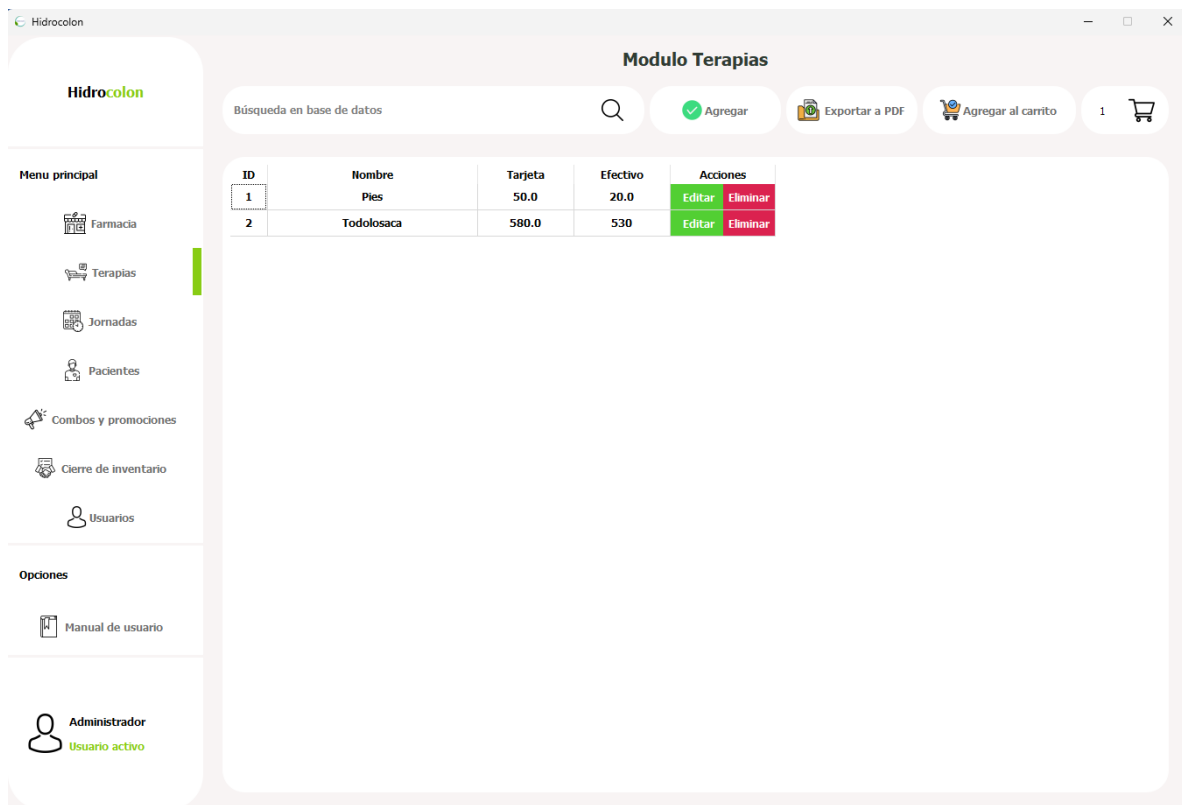 Hidrocolon
Modulo Terapias
Hidrocolon
Búsqueda en base de datos
Agregar
Exportar a PDF
Agregar al carrito
1
Menu principal
Farmacia
Terapias
Jornadas
Pacientes
Combos y promociones
Cierre de inventario
Usuarios
Opciones
Manual de usuario
Administrador
Usuario activo
ID Nombre Tarjeta Efectivo Acciones
1 Pies 50.0 20.0 Editar Eliminar
2 Todolosaca 580.0 530 Editar Eliminar